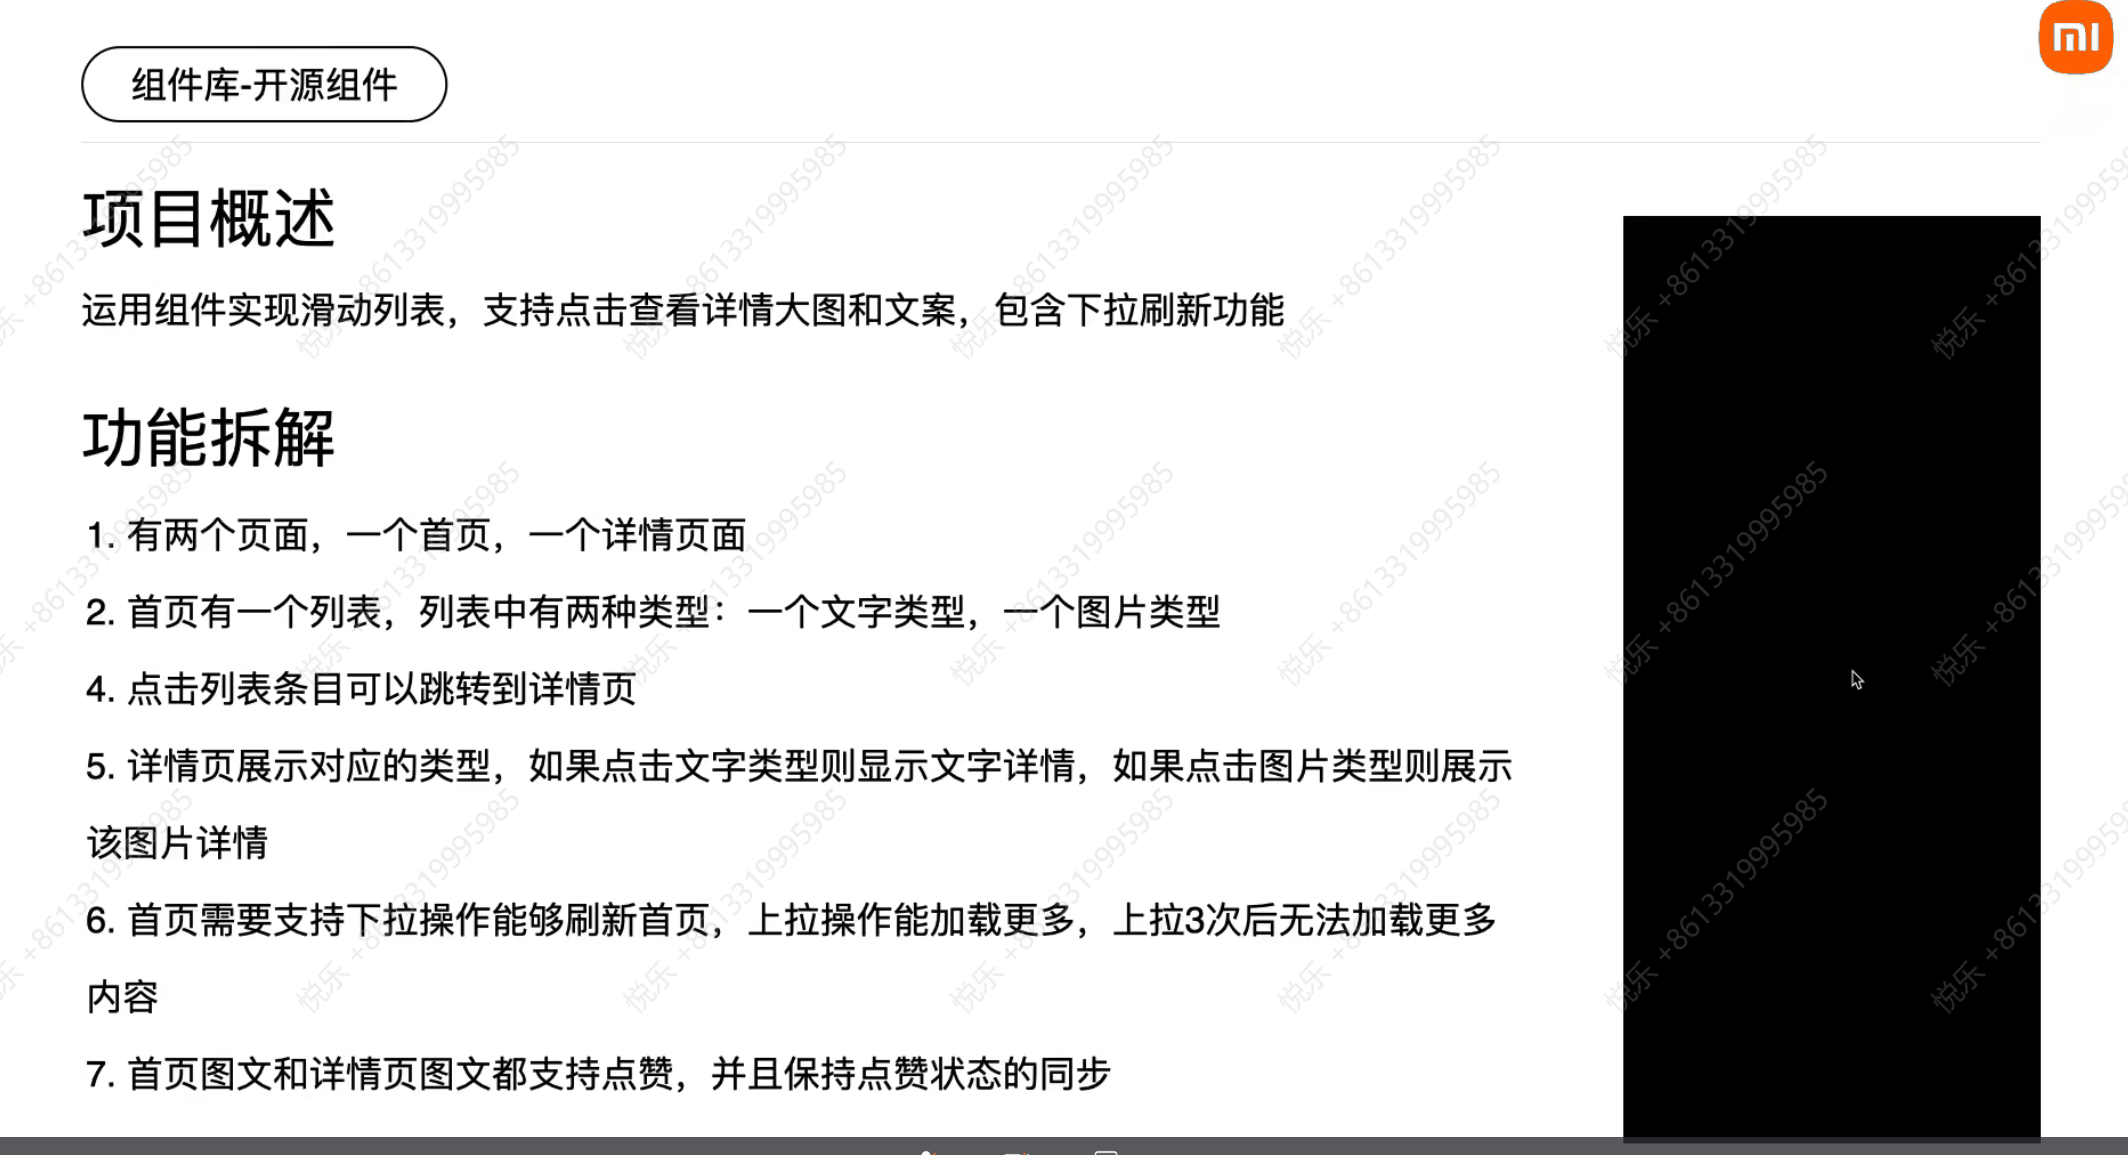 组件库-开源组件
mi
项目概述
运用组件实现滑动列表，支持点击查看详情大图和文案，包含下拉刷新功能
功能拆解
1. 有两个页面，一个首页，一个详情页面
2. 首页有一个列表，列表中有两种类型：一个文字类型，一个图片类型
4. 点击列表条目可以跳转到详情页
5. 详情页展示对应的类型，如果点击文字类型则显示文字详情，如果点击图片类型则展示
该图片详情
6. 首页需要支持下拉操作能够刷新首页，上拉操作能加载更多，上拉3次后无法加载更多
内容
7. 首页图文和详情页图文都支持点赞，并且保持点赞状态的同步
悦乐 +8613319995985